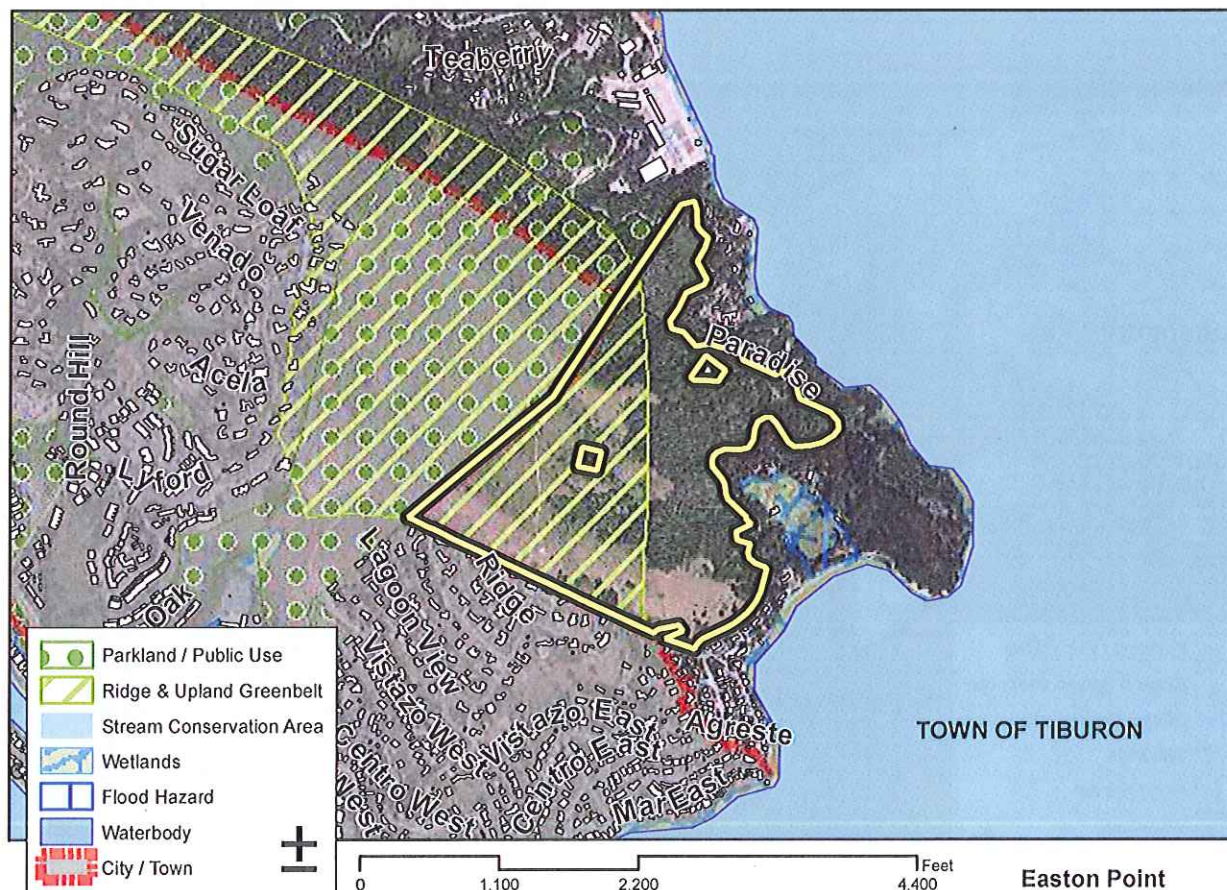 Teaberry
Sugar Loaf
Venado
Acela
Round Hill
Lyford
Paradise
Oak
Lagoon View
Ridge
Vistazo West
Vistazo East
Agreste
Centro West
Centro East
Mar East
West
TOWN OF TIBURON
Parkland / Public Use
Ridge & Upland Greenbelt
Stream Conservation Area
Wetlands
Flood Hazard
Waterbody
City / Town
Feet
0 1,100 2,200 4,400
Easton Point